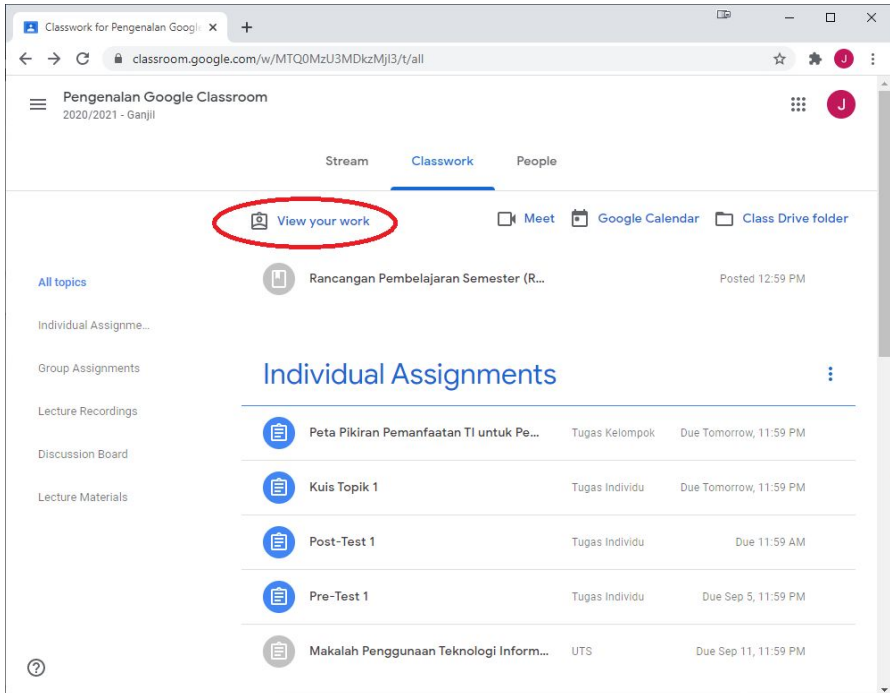 Classwork for Pengenalan Googl
classroom.google.com/w/MTQ0MzU3MDkzMjl3/t/all
J
Pengenalan Google Classroom
2020/2021 - Ganjil
J
Stream Classwork People
View your work Meet Google Calendar Class Drive folder
All topics
Individual Assignme...
Group Assignments
Lecture Recordings
Discussion Board
Lecture Materials
Rancangan Pembelajaran Semester (R... Posted 12:59 PM
Individual Assignments
Peta Pikiran Pemanfaatan TI untuk Pe... Tugas Kelompok Due Tomorrow, 11:59 PM
Kuis Topik 1 Tugas Individu Due Tomorrow, 11:59 PM
Post-Test 1 Tugas Individu Due 11:59 AM
Pre-Test 1 Tugas Individu Due Sep 5, 11:59 PM
Makalah Penggunaan Teknologi Inform... UTS Due Sep 11, 11:59 PM